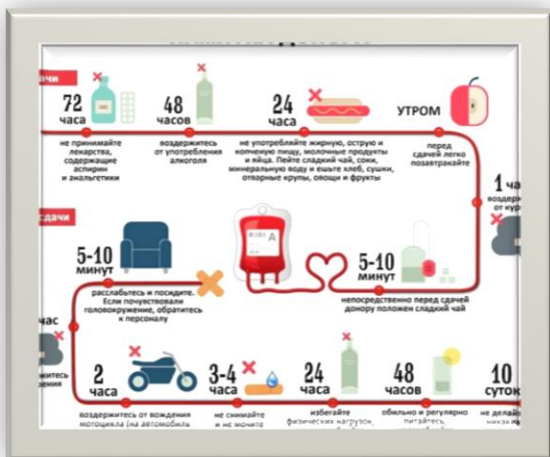 72
часа
не принимайте
лекарства,
содержащие
аспирин
и анальгетики
48
часов
воздержитесь
от употребления
алкоголя
24
часа
не употребляйте жирную, острую и
копченую пищу, молочные продукты
и яйца. Пейте сладкий чай, соки,
минеральную воду и ешьте хлеб, сушки,
отварные крупы, овощи и фрукты
УТРОМ
перед
сдачей легко
позавтракайте
1 ча
от кур
сдачи
5-10
минут
расслабьтесь и посидите.
Если почувствовали
головокружение, обратитесь
к персоналу
A
5-10
минут
непосредственно перед сдачей
донору положен сладкий чай
час
2
часа
воздержитесь от вождения
мотоцикла (на автомобиль
3-4
часа
не снимайте
и не мочите
24
часа
избегайте
физических нагрузок,
48
часов
обильно и регулярно
питайтесь,
10
суток
не делай